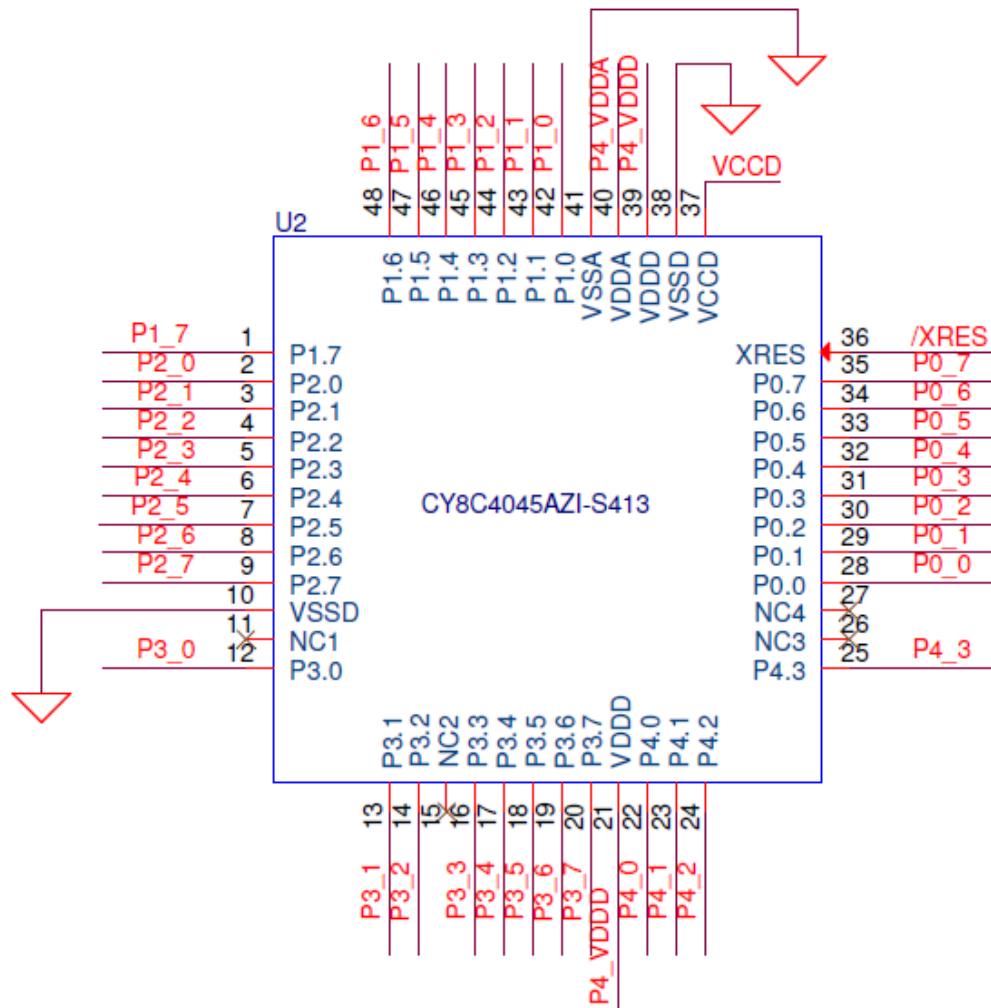 P1_6
P1_5
P1_4
P1_3
P1_2
P1_1
P1_0
P4_VDDA
P4_VDDD
VCCD
48
47
46
45
44
43
42
41
40
39
38
37
U2
P1.6
P1.5
P1.4
P1.3
P1.2
P1.1
P1.0
VSSA
VDDA
VDDD
VSSD
VCCD
P1_7 1 P1.7
P2_0 2 P2.0
P2_1 3 P2.1
P2_2 4 P2.2
P2_3 5 P2.3
P2_4 6 P2.4
P2_5 7 P2.5
P2_6 8 P2.6
P2_7 9 P2.7
10 VSSD
11 NC1
P3_0 12 P3.0
CY8C4045AZI-S413
XRES 36 /XRES
P0.7 35 P0_7
P0.6 34 P0_6
P0.5 33 P0_5
P0.4 32 P0_4
P0.3 31 P0_3
P0.2 30 P0_2
P0.1 29 P0_1
P0.0 28 P0_0
NC4 27
NC3 26
P4.3 25 P4_3
P3.1
P3.2
NC2
P3.3
P3.4
P3.5
P3.6
P3.7
VDDD
P4.0
P4.1
P4.2
13
14
15
16
17
18
19
20
21
22
23
24
P3_1
P3_2
P3_3
P3_4
P3_5
P3_6
P3_7
P4_VDDD
P4_0
P4_1
P4_2